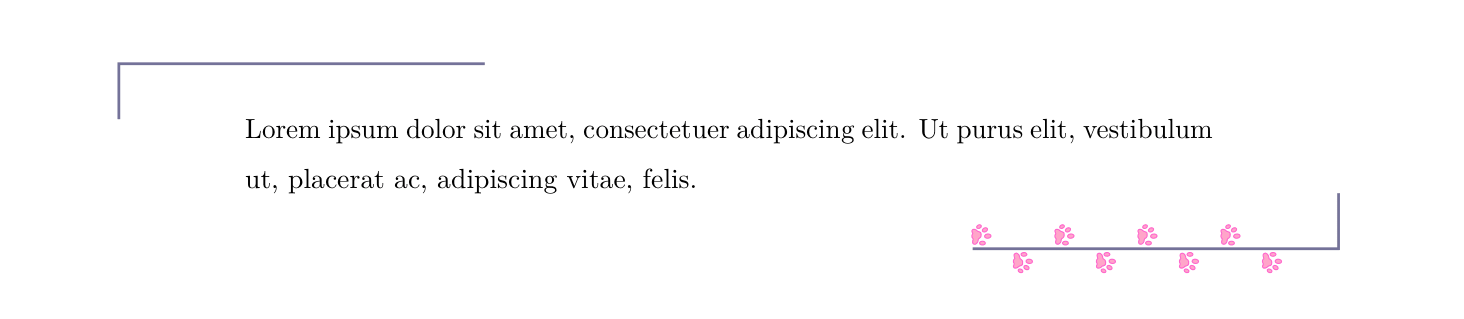 Lorem ipsum dolor sit amet, consectetuer adipiscing elit. Ut purus elit, vestibulum
ut, placerat ac, adipiscing vitae, felis.